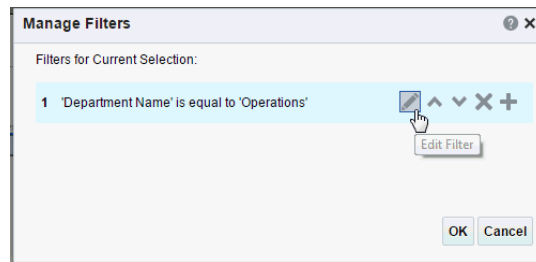 Manage Filters
Filters for Current Selection:
1 'Department Name' is equal to 'Operations'
Edit Filter
OK Cancel